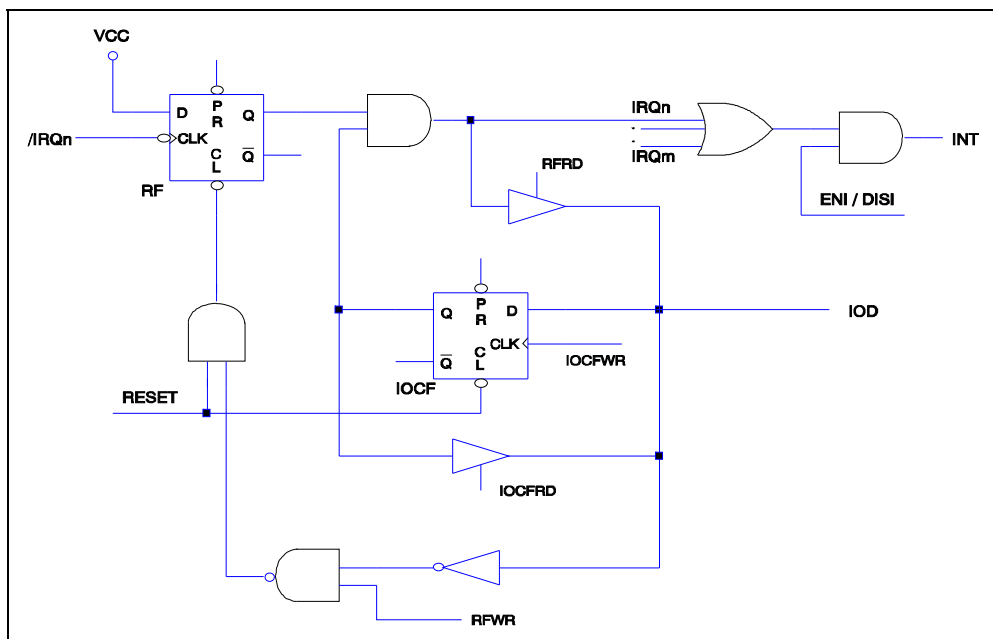 VCC
D
P
R
Q
/IRQn
CLK
C
L
Q
RF
IRQn
IRQm
INT
RFRD
ENI / DISI
Q
P
R
D
IOD
CLK
Q
C
L
IOCFWR
IOCF
RESET
IOCFRD
RFWR